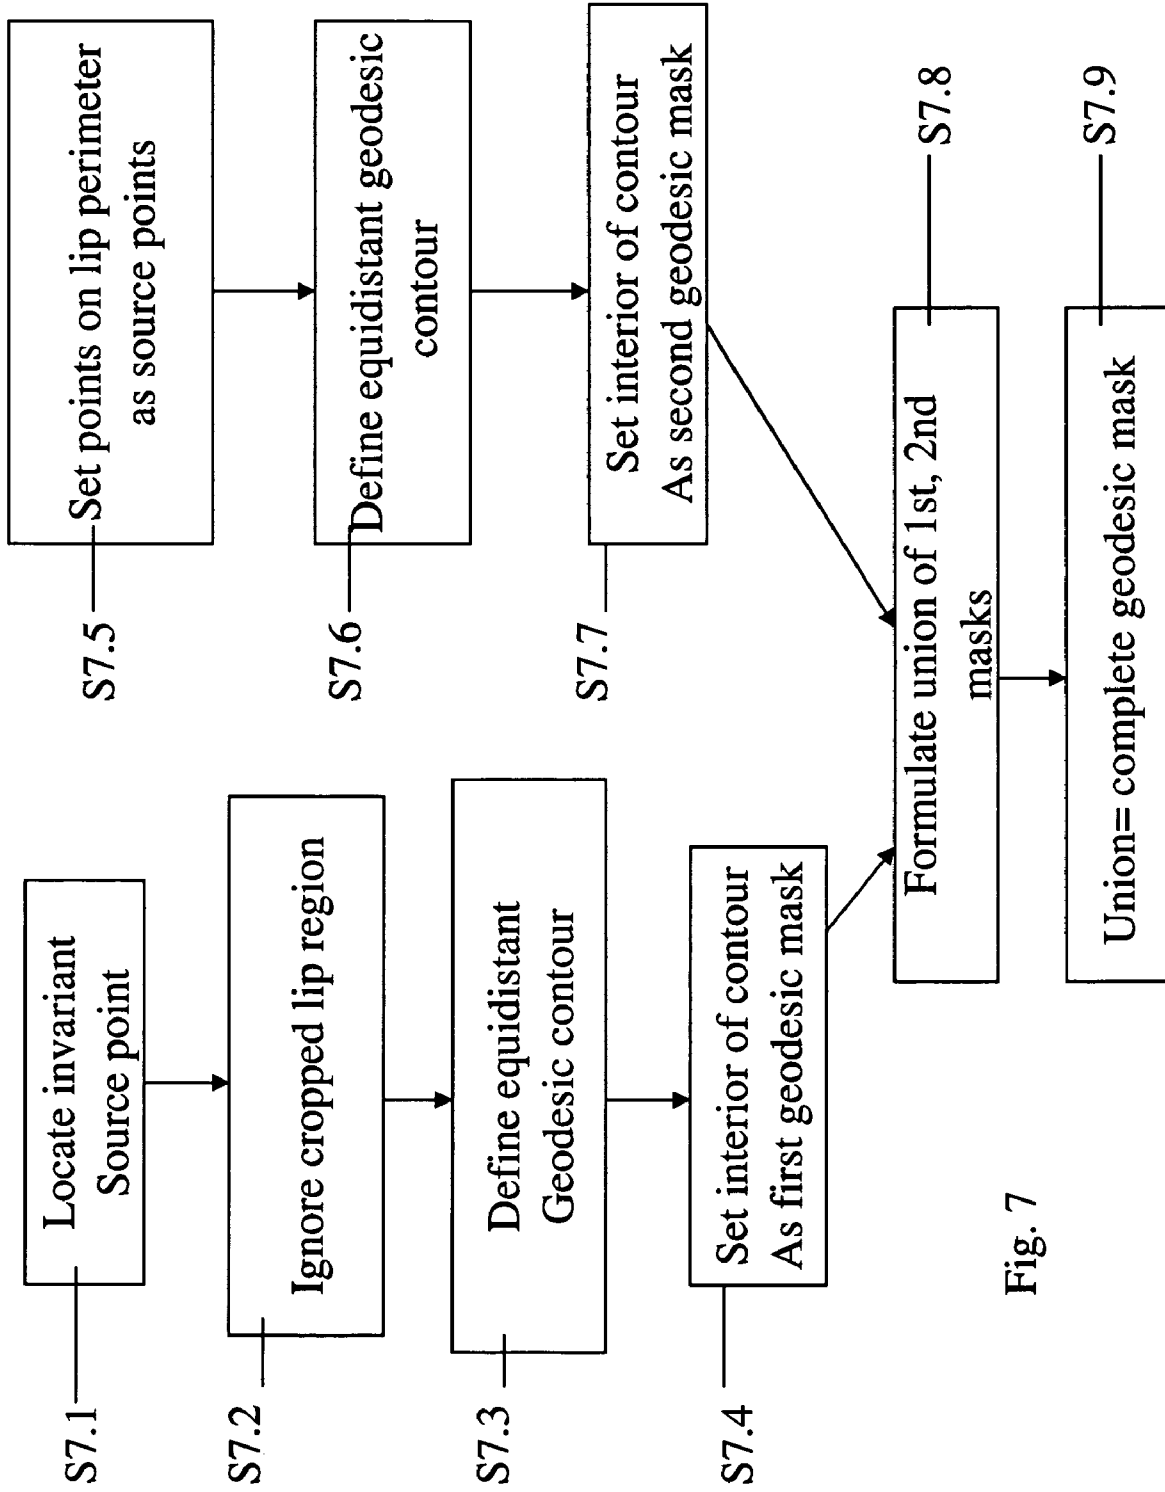 S7.1
Locate invariant
Source point
S7.2
Ignore cropped lip region
S7.3
Define equidistant
Geodesic contour
S7.4
Set interior of contour
As first geodesic mask
S7.5
Set points on lip perimeter
as source points
S7.6
Define equidistant geodesic
contour
S7.7
Set interior of contour
As second geodesic mask
Formulate union of 1st, 2nd
masks
S7.8
Union= complete geodesic mask
S7.9
Fig. 7